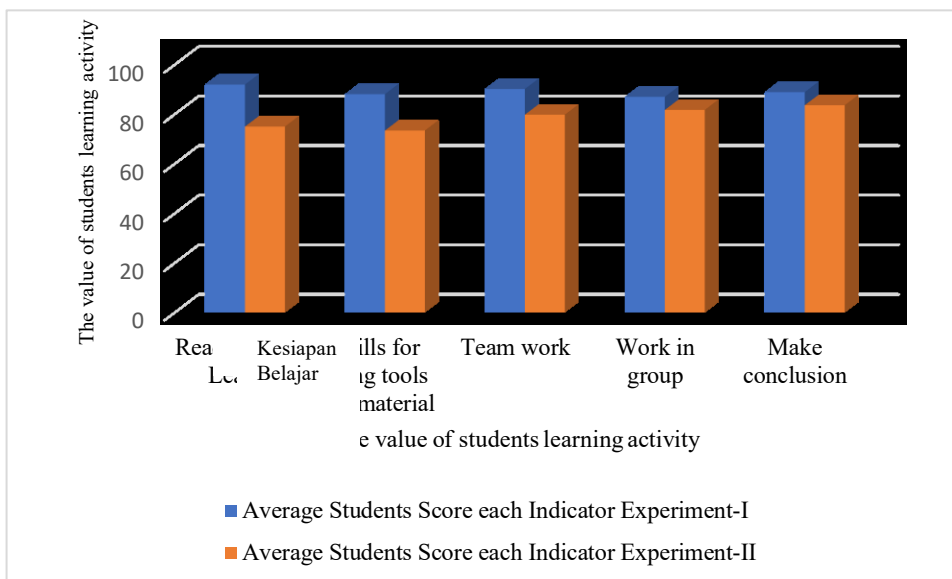 The value of students learning activity
100
80
60
40
20
0
Kesiapan
Belajar
ills for
ng tools
material
Team work
Work in
group
Make
conclusion
e value of students learning activity
Average Students Score each Indicator Experiment-I
Average Students Score each Indicator Experiment-II